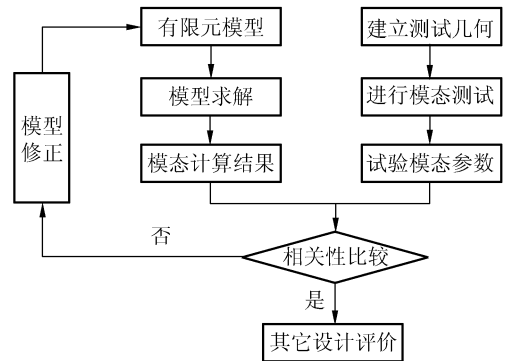 有限元模型
建立测试几何
模型求解
进行模态测试
模型
修正
模态计算结果
试验模态参数
否
相关性比较
是
其它设计评价